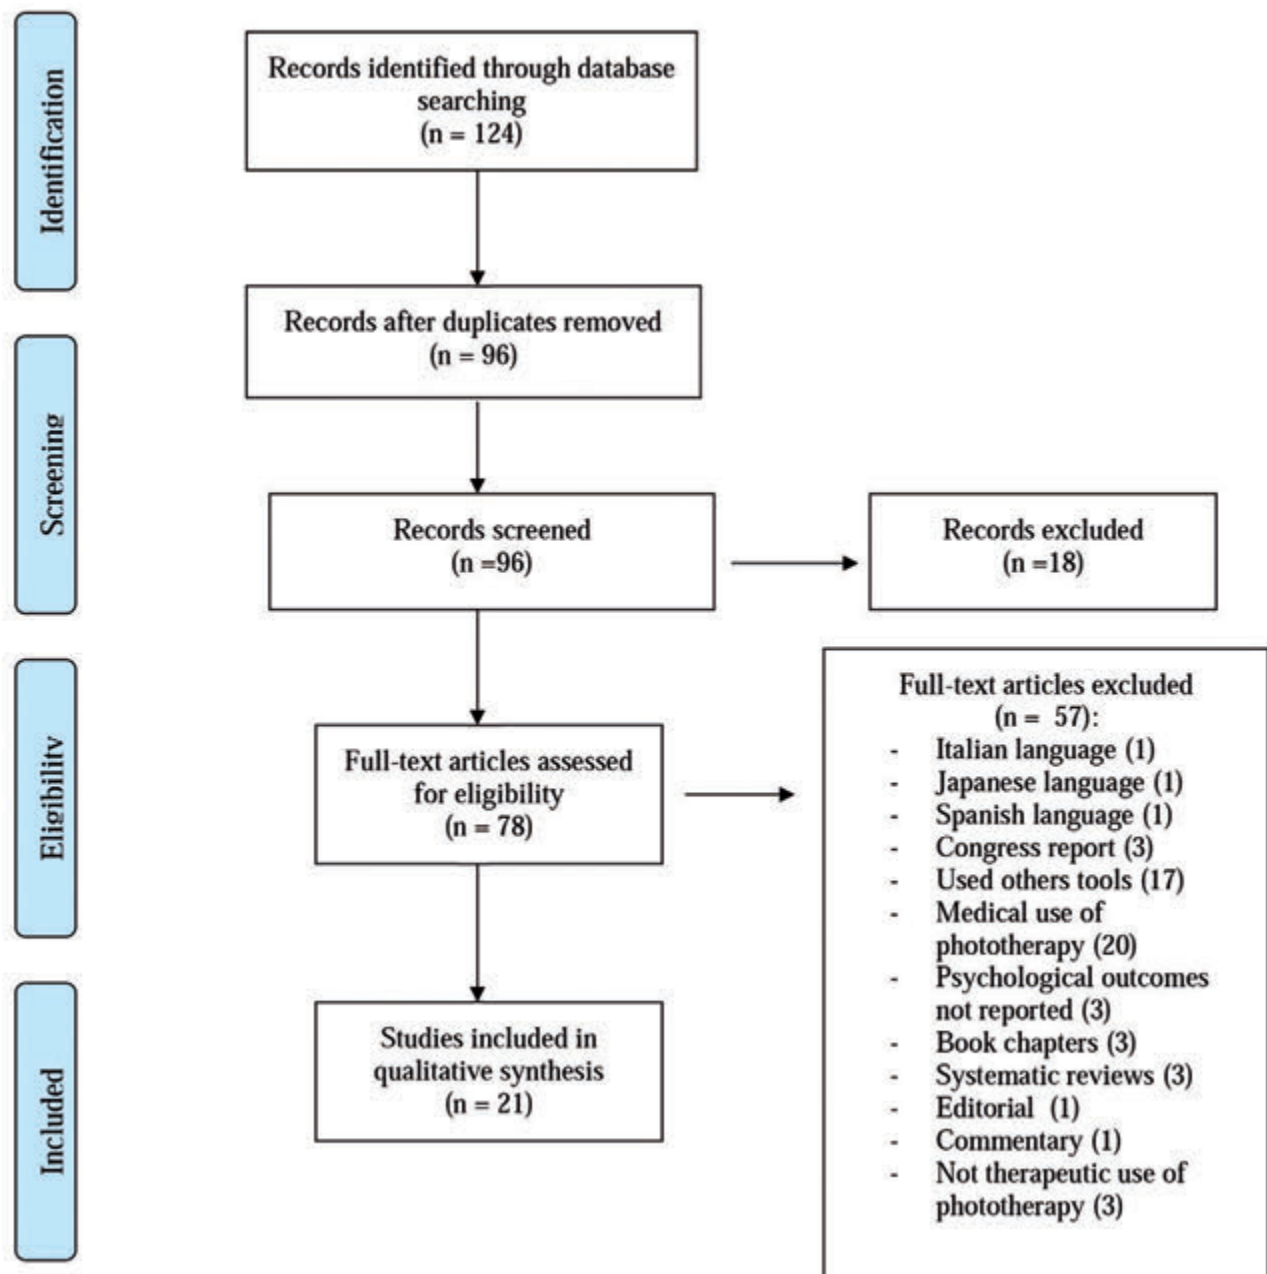 Identification
Records identified through database
searching
(n = 124)
Records after duplicates removed
(n = 96)
Screening
Records screened
(n =96)
Records excluded
(n =18)
Eligibility
Full-text articles assessed
for eligibility
(n = 78)
Full-text articles excluded
(n = 57):
- Italian language (1)
- Japanese language (1)
- Spanish language (1)
- Congress report (3)
- Used others tools (17)
- Medical use of
phototherapy (20)
- Psychological outcomes
not reported (3)
- Book chapters (3)
- Systematic reviews (3)
- Editorial (1)
- Commentary (1)
- Not therapeutic use of
phototherapy (3)
Included
Studies included in
qualitative synthesis
(n = 21)